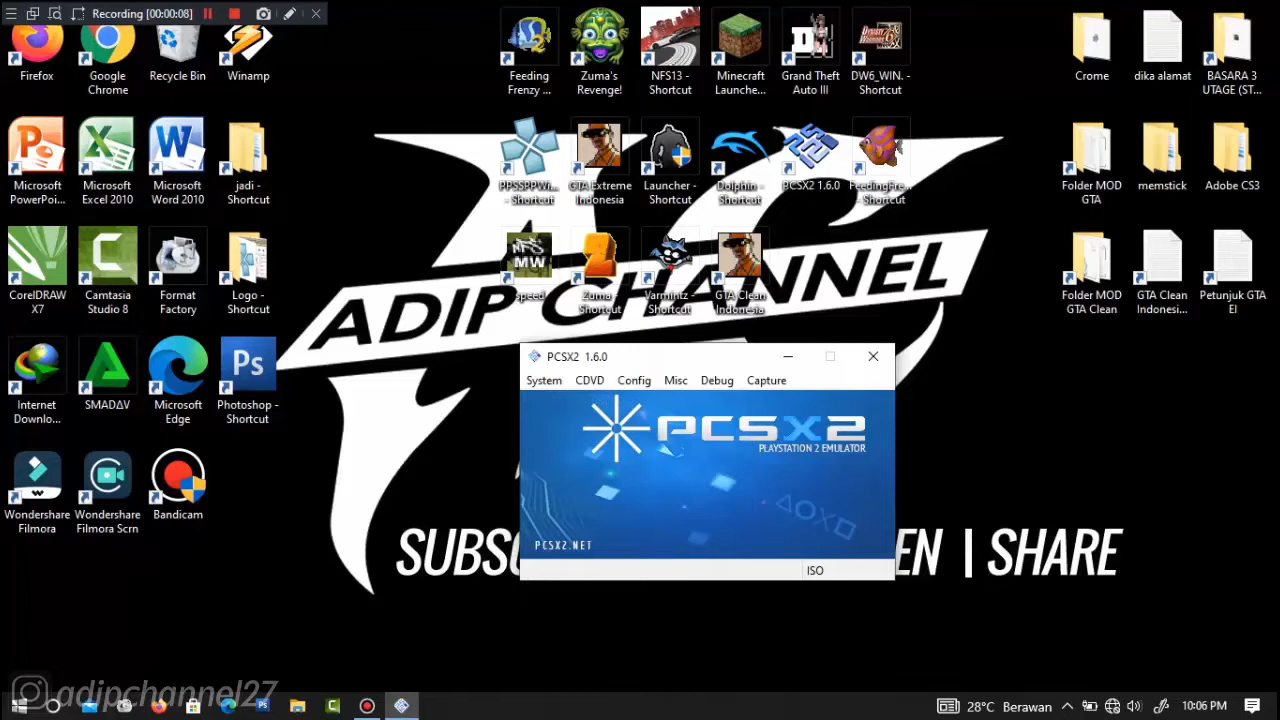 Recording [00:00:08]
Firefox
Google
Chrome
Recycle Bin
Winamp
Feeding
Frenzy ...
Zuma's
Revenge!
NFS13 -
Shortcut
Minecraft
Launche...
Grand Theft
Auto III
DW6_WIN. -
Shortcut
Crome
dika alamat
BASARA 3
UTAGE (ST...
Microsoft
PowerPoi...
Microsoft
Excel 2010
Microsoft
Word 2010
jadi -
Shortcut
PPSSPPWi...
- Shortcut
GTA Extreme
Indonesia
Launcher -
Shortcut
Dolphin -
Shortcut
PCSX2 1.6.0
FeedingFre...
- Shortcut
Folder MOD
GTA
memstick
Adobe CS3
CorelDRAW
X7
Camtasia
Studio 8
Format
Factory
Logo -
Shortcut
speed
Zuma -
Shortcut
Varmintz -
Shortcut
GTA Clean
Indonesia
Folder MOD
GTA Clean
GTA Clean
Indonesi...
Petunjuk GTA
EI
ADIP CHANNEL
Internet
Downlo...
SMADΔV
Microsoft
Edge
Photoshop -
Shortcut
PCSX2 1.6.0
System CDVD Config Misc Debug Capture
PCSX2
PLAYSTATION 2 EMULATOR
PCSX2.NET
ISO
Wondershare
Filmora
Wondershare
Filmora Scrn
Bandicam
SUBSC
EN | SHARE
adipchannel27
28°C Berawan
10:06 PM